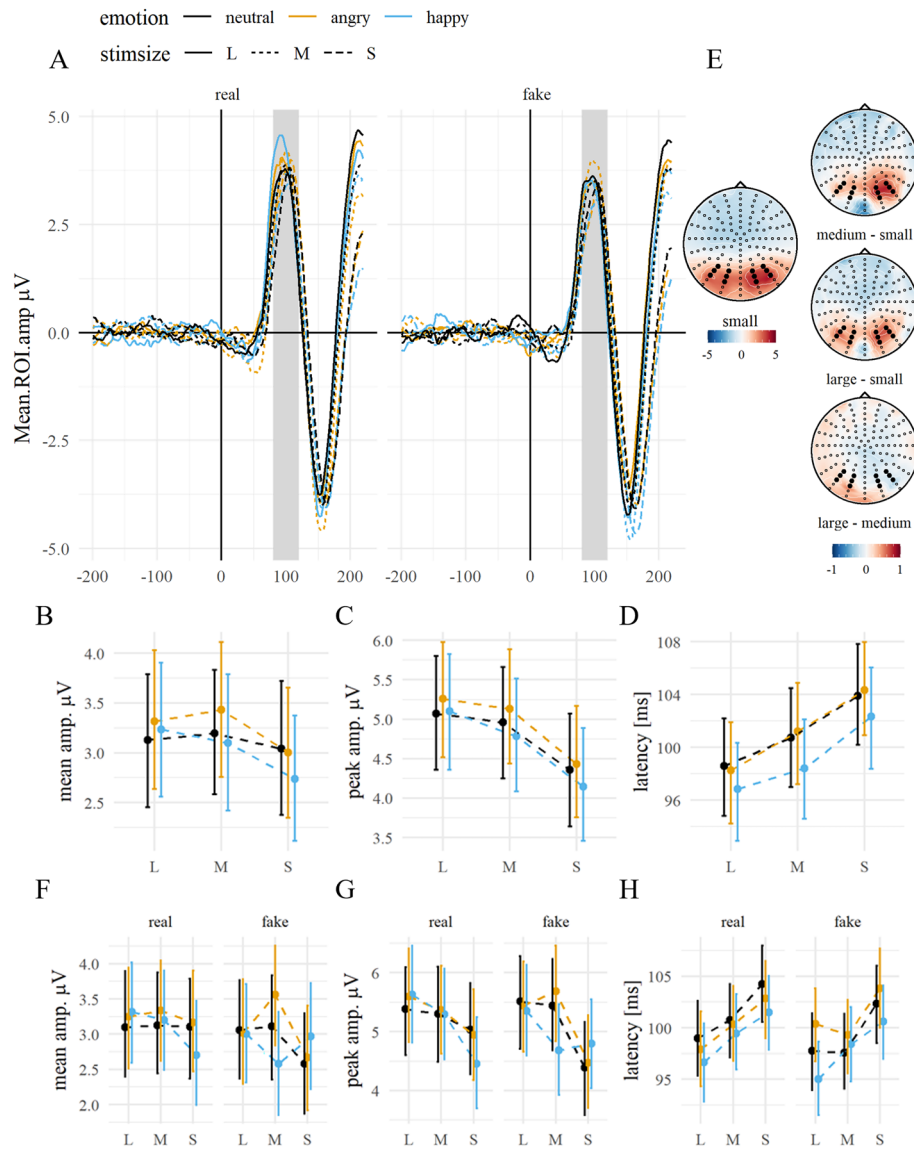 emotion neutral angry happy
stimsize L M S
A
E
real fake
Mean.ROI.amp µV
5.0
2.5
0.0
-2.5
-5.0
-200 -100 0 100 200
-200 -100 0 100 200
small
-5 0 5
medium - small
large - small
large - medium
-1 0 1
B
mean amp. µV
4.0
3.5
3.0
2.5
L M S
C
peak amp. µV
6.0
5.5
5.0
4.5
4.0
3.5
L M S
D
latency [ms]
108
104
100
96
L M S
F
real fake
mean amp. µV
4.0
3.5
3.0
2.5
2.0
L M S L M S
G
real fake
peak amp. µV
6
5
4
L M S L M S
H
real fake
latency [ms]
105
100
95
L M S L M S